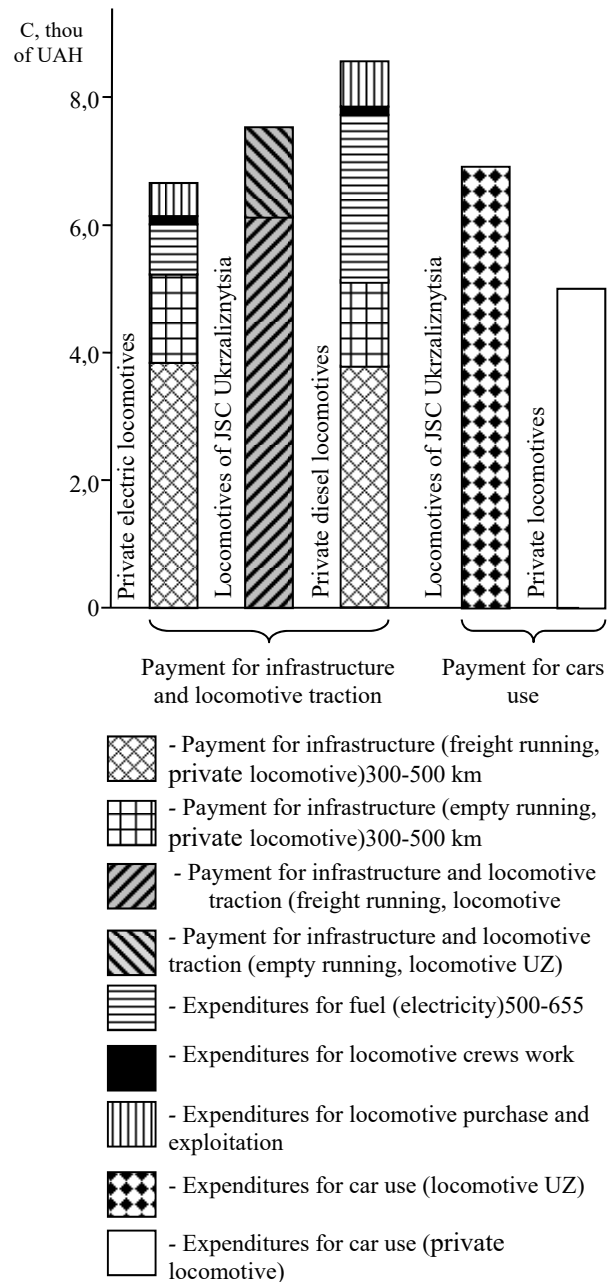 C, thou
of UAH
8,0
6,0
4,0
2,0
0
Private electric locomotives
Locomotives of JSC Ukrzaliznytsia
Private diesel locomotives
Locomotives of JSC Ukrzaliznytsia
Private locomotives
Payment for infrastructure
and locomotive traction
Payment for cars
use
- Payment for infrastructure (freight running,
private locomotive)300-500 km
- Payment for infrastructure (empty running,
private locomotive)300-500 km
- Payment for infrastructure and locomotive
traction (freight running, locomotive
- Payment for infrastructure and locomotive
traction (empty running, locomotive UZ)
- Expenditures for fuel (electricity)500-655
- Expenditures for locomotive crews work
- Expenditures for locomotive purchase and
exploitation
- Expenditures for car use (locomotive UZ)
- Expenditures for car use (private
locomotive)